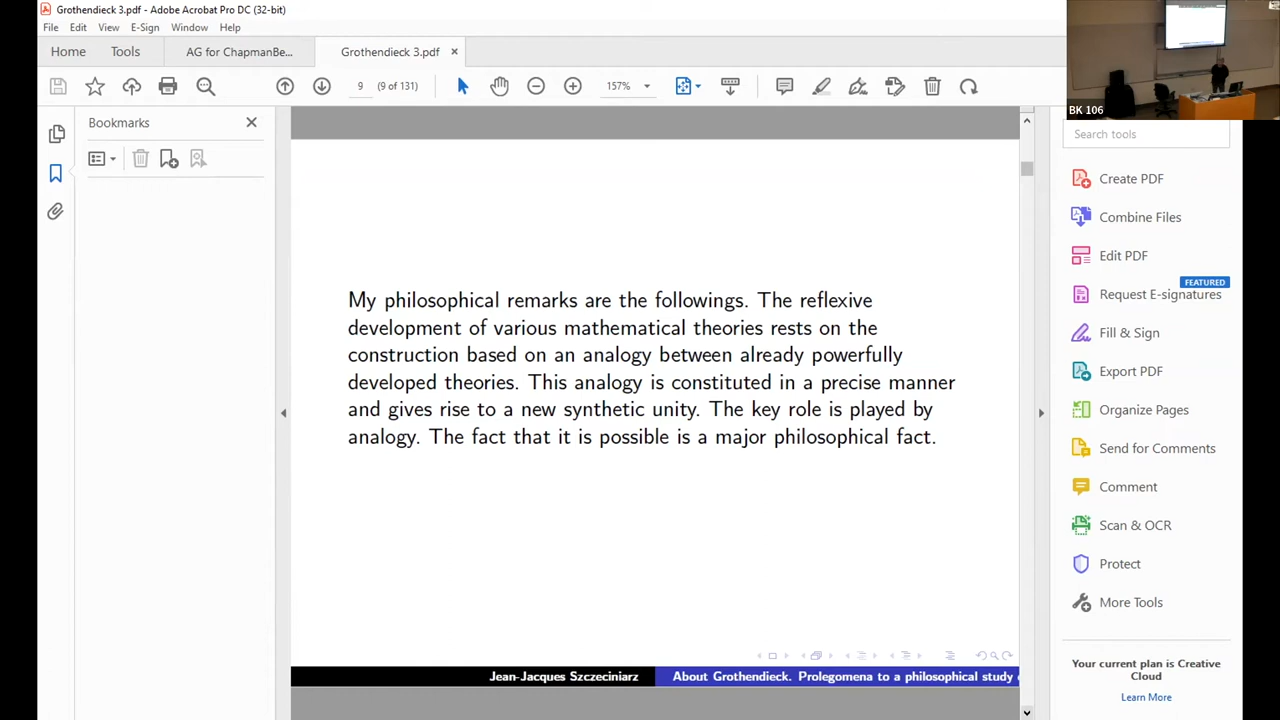 Grothendieck 3.pdf - Adobe Acrobat Pro DC (32-bit)
File Edit View E-Sign Window Help
Home Tools AG for ChapmanBe... Grothendieck 3.pdf
9 (9 of 131) 157%
BK 106
Bookmarks
Search tools
Create PDF
Combine Files
Edit PDF
FEATURED
Request E-signatures
Fill & Sign
Export PDF
Organize Pages
Send for Comments
Comment
Scan & OCR
Protect
More Tools
Your current plan is Creative
Cloud
Learn More
My philosophical remarks are the followings. The reflexive
development of various mathematical theories rests on the
construction based on an analogy between already powerfully
developed theories. This analogy is constituted in a precise manner
and gives rise to a new synthetic unity. The key role is played by
analogy. The fact that it is possible is a major philosophical fact.
Jean-Jacques Szczeciniarz About Grothendieck. Prolegomena to a philosophical study